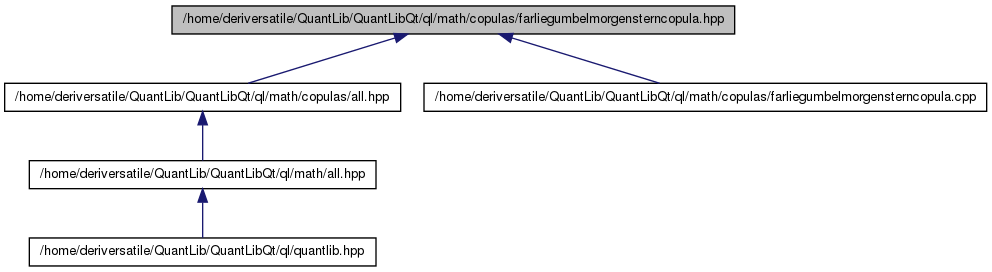 /home/deriversatile/QuantLib/QuantLibQt/ql/math/copulas/farliegumbelmorgensterncopula.hpp
/home/deriversatile/QuantLib/QuantLibQt/ql/math/copulas/all.hpp
/home/deriversatile/QuantLib/QuantLibQt/ql/math/copulas/farliegumbelmorgensterncopula.cpp
/home/deriversatile/QuantLib/QuantLibQt/ql/math/all.hpp
/home/deriversatile/QuantLib/QuantLibQt/ql/quantlib.hpp